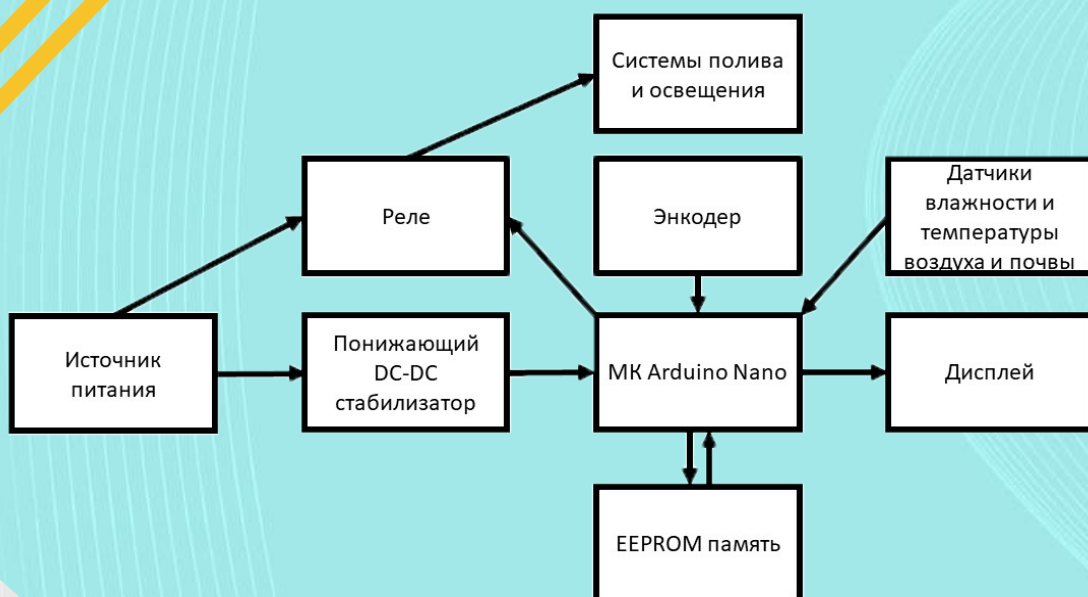 Системы полива
и освещения
Реле
Энкодер
Датчики
влажности и
температуры
воздуха и почвы
Источник
питания
Понижающий
DC-DC
стабилизатор
МК Arduino Nano
Дисплей
EEPROM память